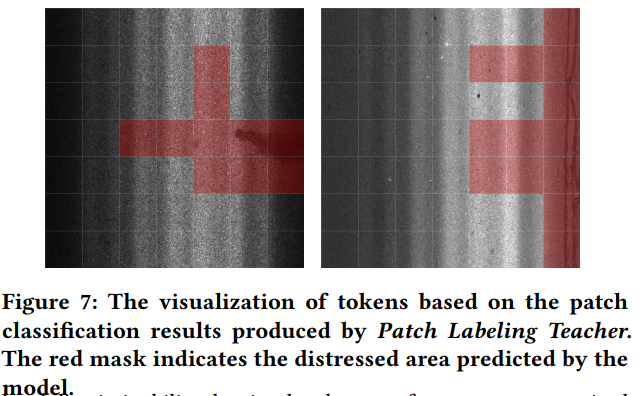 Figure 7: The visualization of tokens based on the patch
classification results produced by Patch Labeling Teacher.
The red mask indicates the distressed area predicted by the
model.